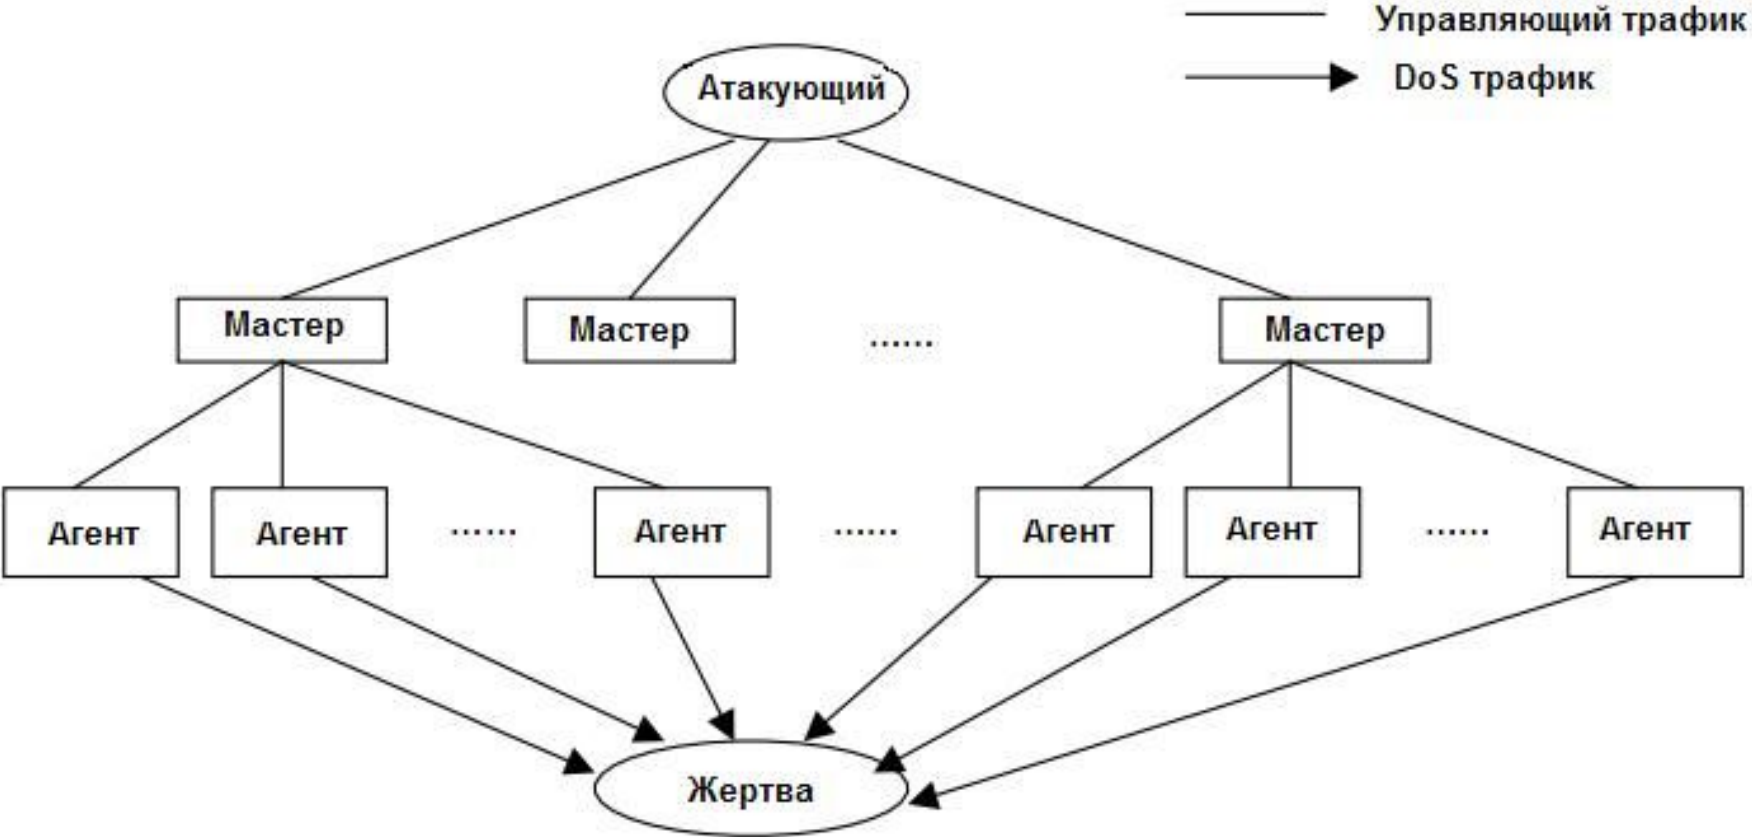 Управляющий трафик
DoS трафик
Атакующий
Мастер
Мастер
......
Мастер
Агент
Агент
......
Агент
......
Агент
Агент
......
Агент
Жертва